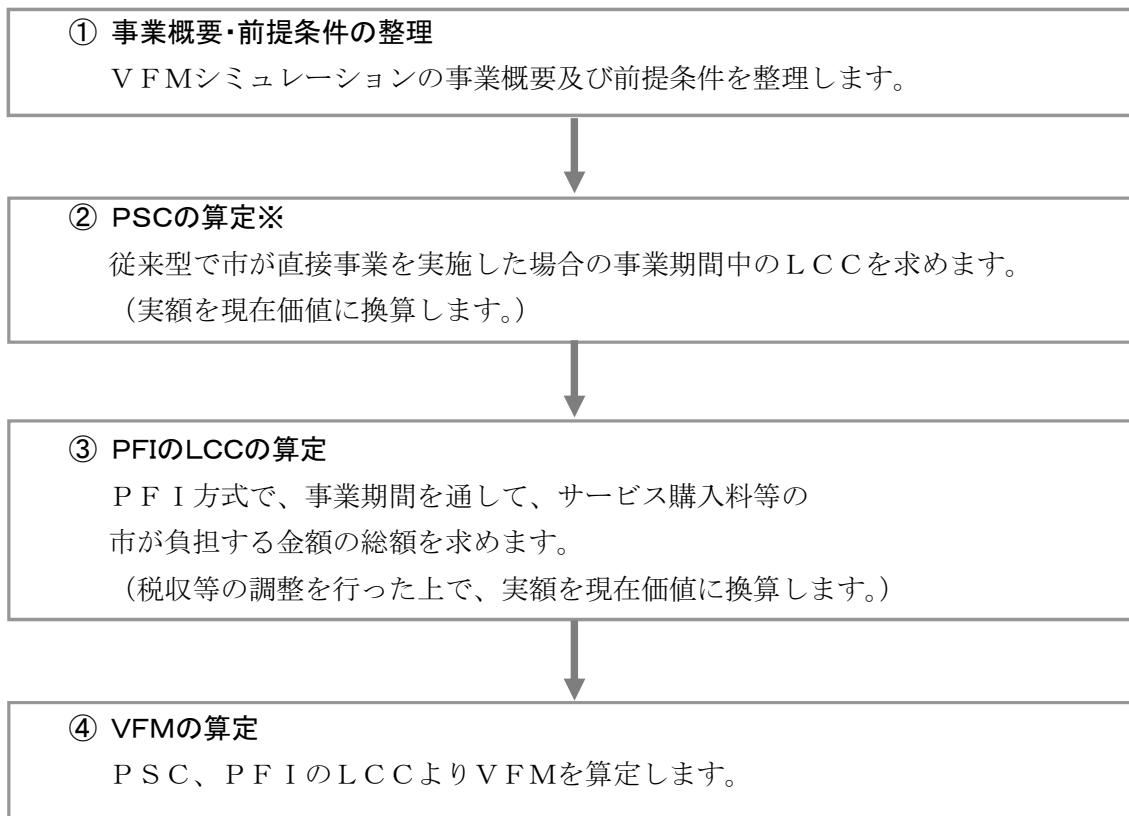 ① 事業概要・前提条件の整理
ＶＦＭシミュレーションの事業概要及び前提条件を整理します。
② PSCの算定※
従来型で市が直接事業を実施した場合の事業期間中のＬＣＣを求めます。
（実額を現在価値に換算します。）
③ PFIのLCCの算定
ＰＦＩ方式で、事業期間を通して、サービス購入料等の
市が負担する金額の総額を求めます。
（税収等の調整を行った上で、実額を現在価値に換算します。）
④ VFMの算定
ＰＳＣ、ＰＦＩのＬＣＣよりＶＦＭを算定します。